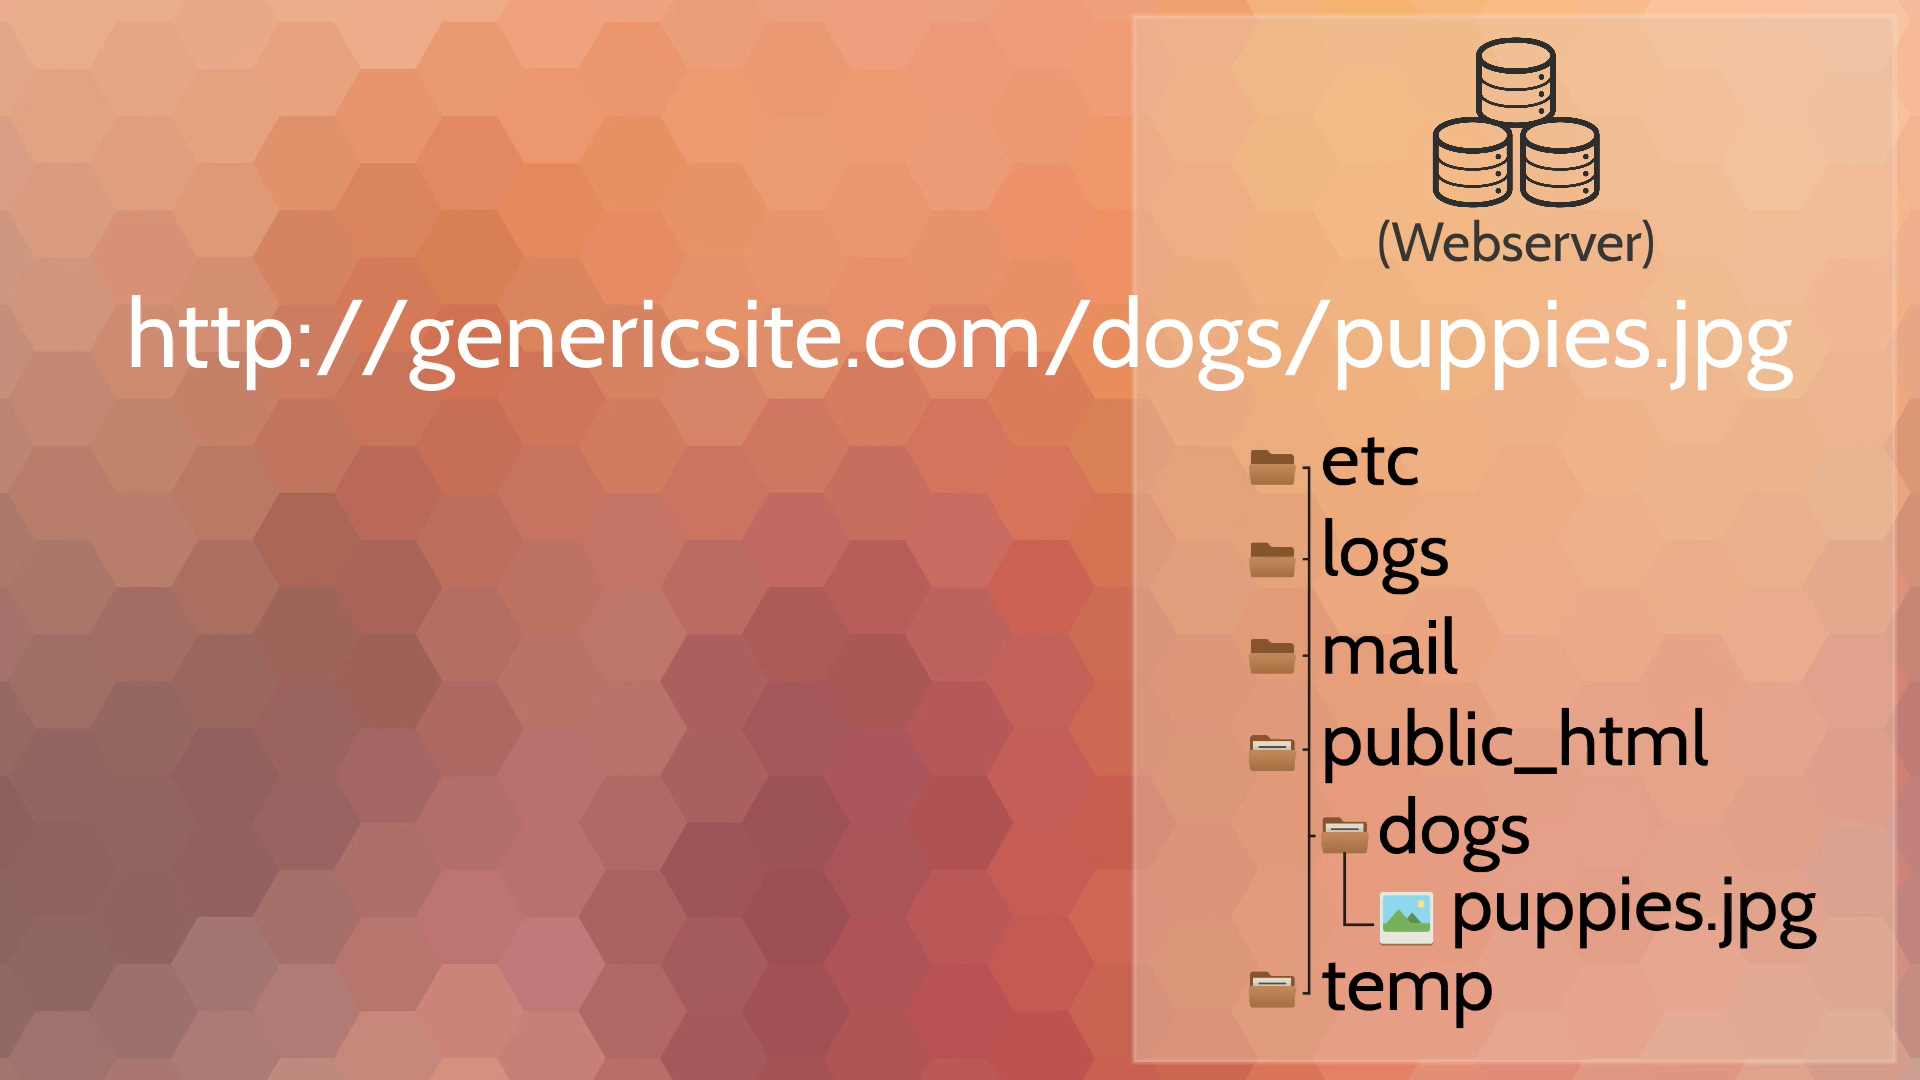 (Webserver)
http://genericsite.com/dogs/puppies.jpg
etc
logs
mail
public_html
dogs
puppies.jpg
temp